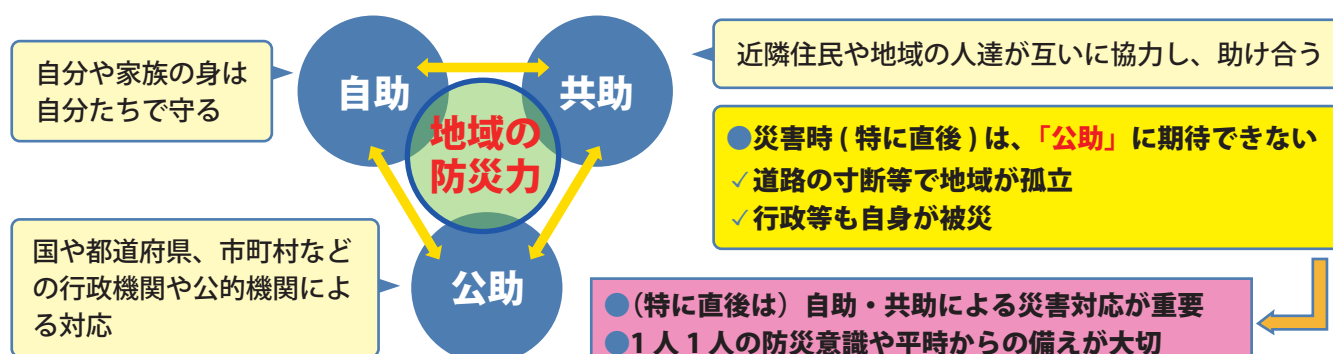 自分や家族の身は
自分たちで守る
自助
共助
近隣住民や地域の人達が互いに協力し、助け合う
地域の
防災力
●災害時(特に直後)は、「公助」に期待できない
✓道路の寸断等で地域が孤立
✓行政等も自身が被災
国や都道府県、市町村など
の行政機関や公的機関によ
る対応
公助
●(特に直後は)自助・共助による災害対応が重要
●1人1人の防災意識や平時からの備えが大切